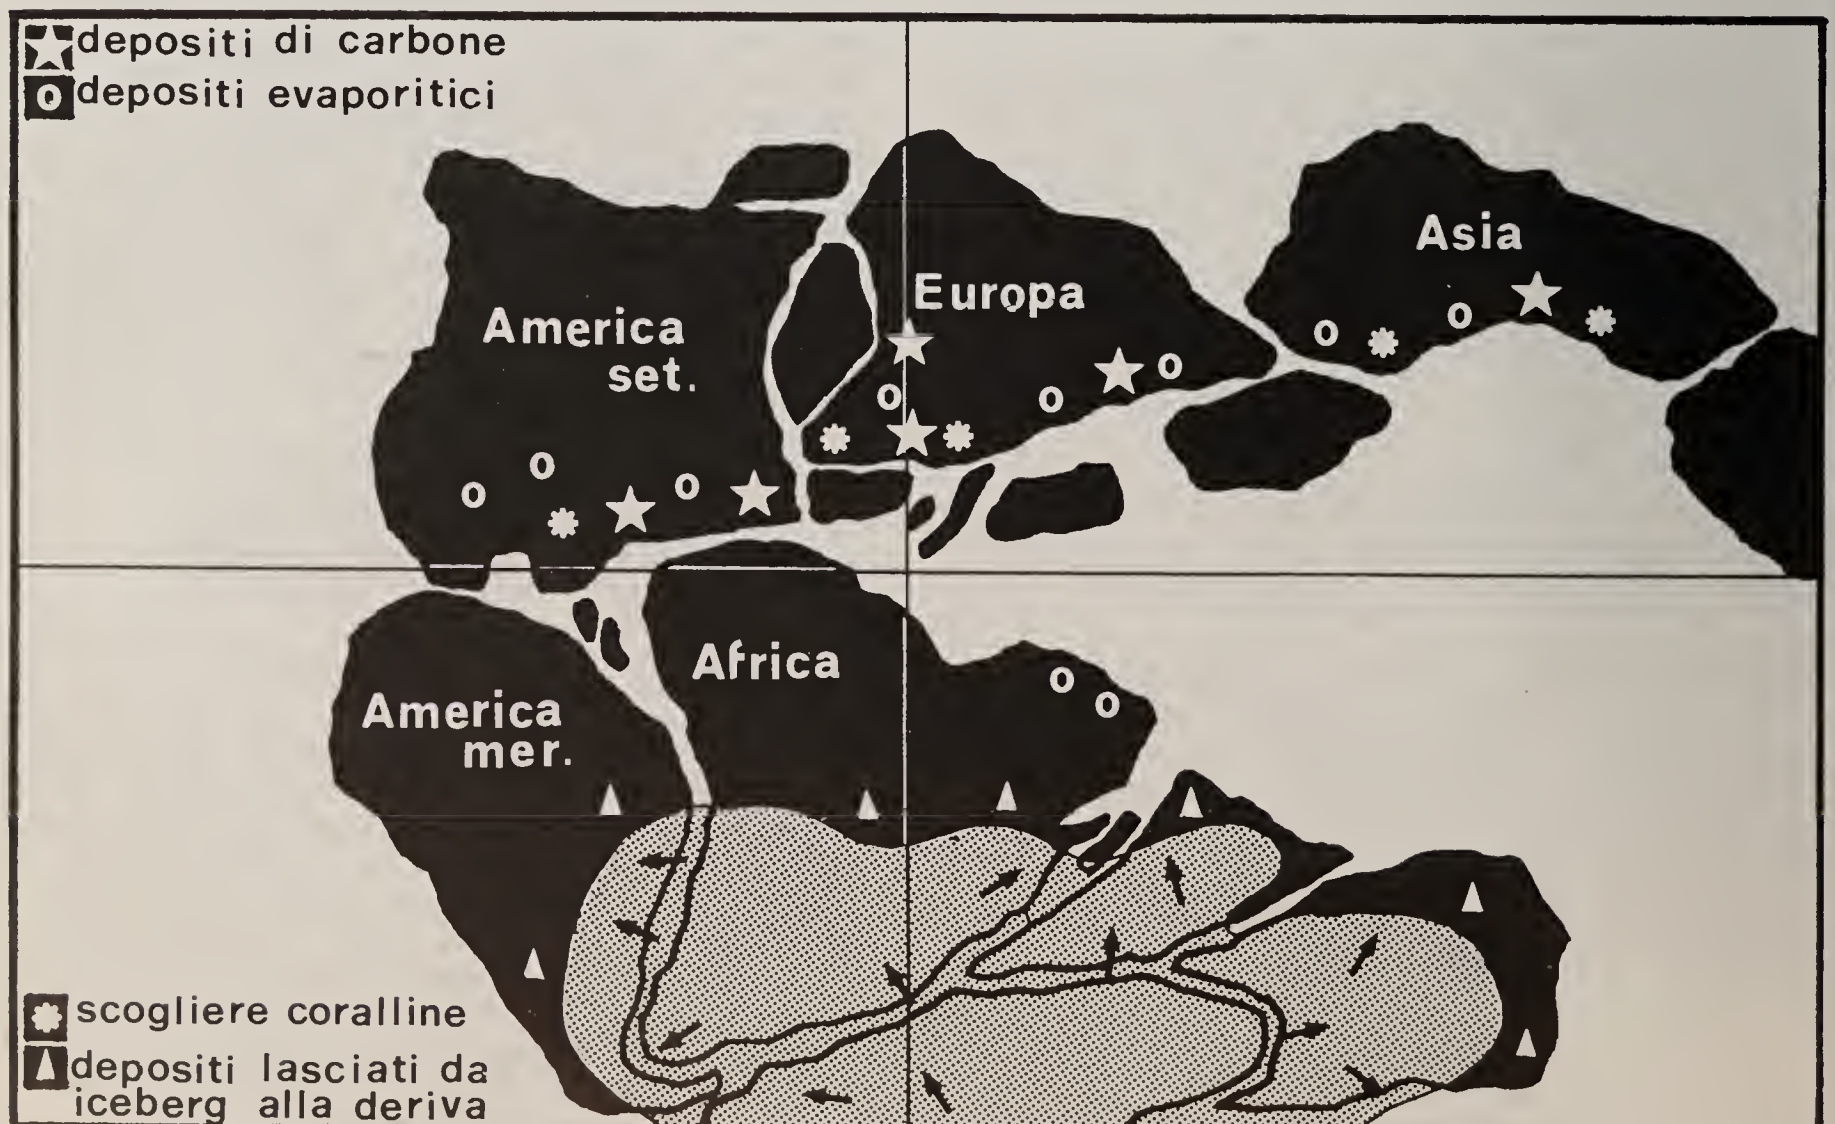 depositi di carbone
depositi evaporitici
Asia
Europa
America
set.
Africa
America
mer.
scogliere coralline
depositi lasciati da
iceberg alla deriva